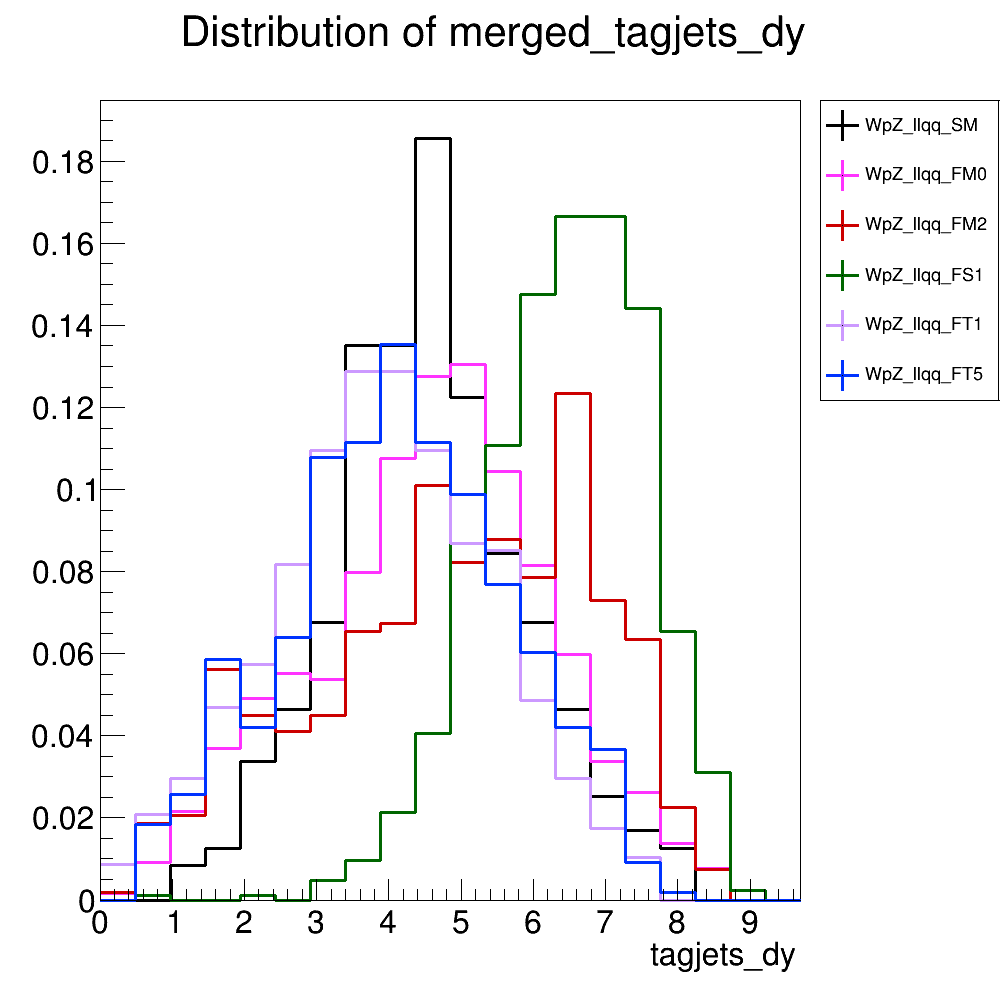 Distribution of merged_tagjets_dy
WpZ_llqq_SM
WpZ_llqq_FM0
WpZ_llqq_FM2
WpZ_llqq_FS1
WpZ_llqq_FT1
WpZ_llqq_FT5
0.18
0.16
0.14
0.12
0.1
0.08
0.06
0.04
0.02
0
0 1 2 3 4 5 6 7 8 9
tagjets_dy